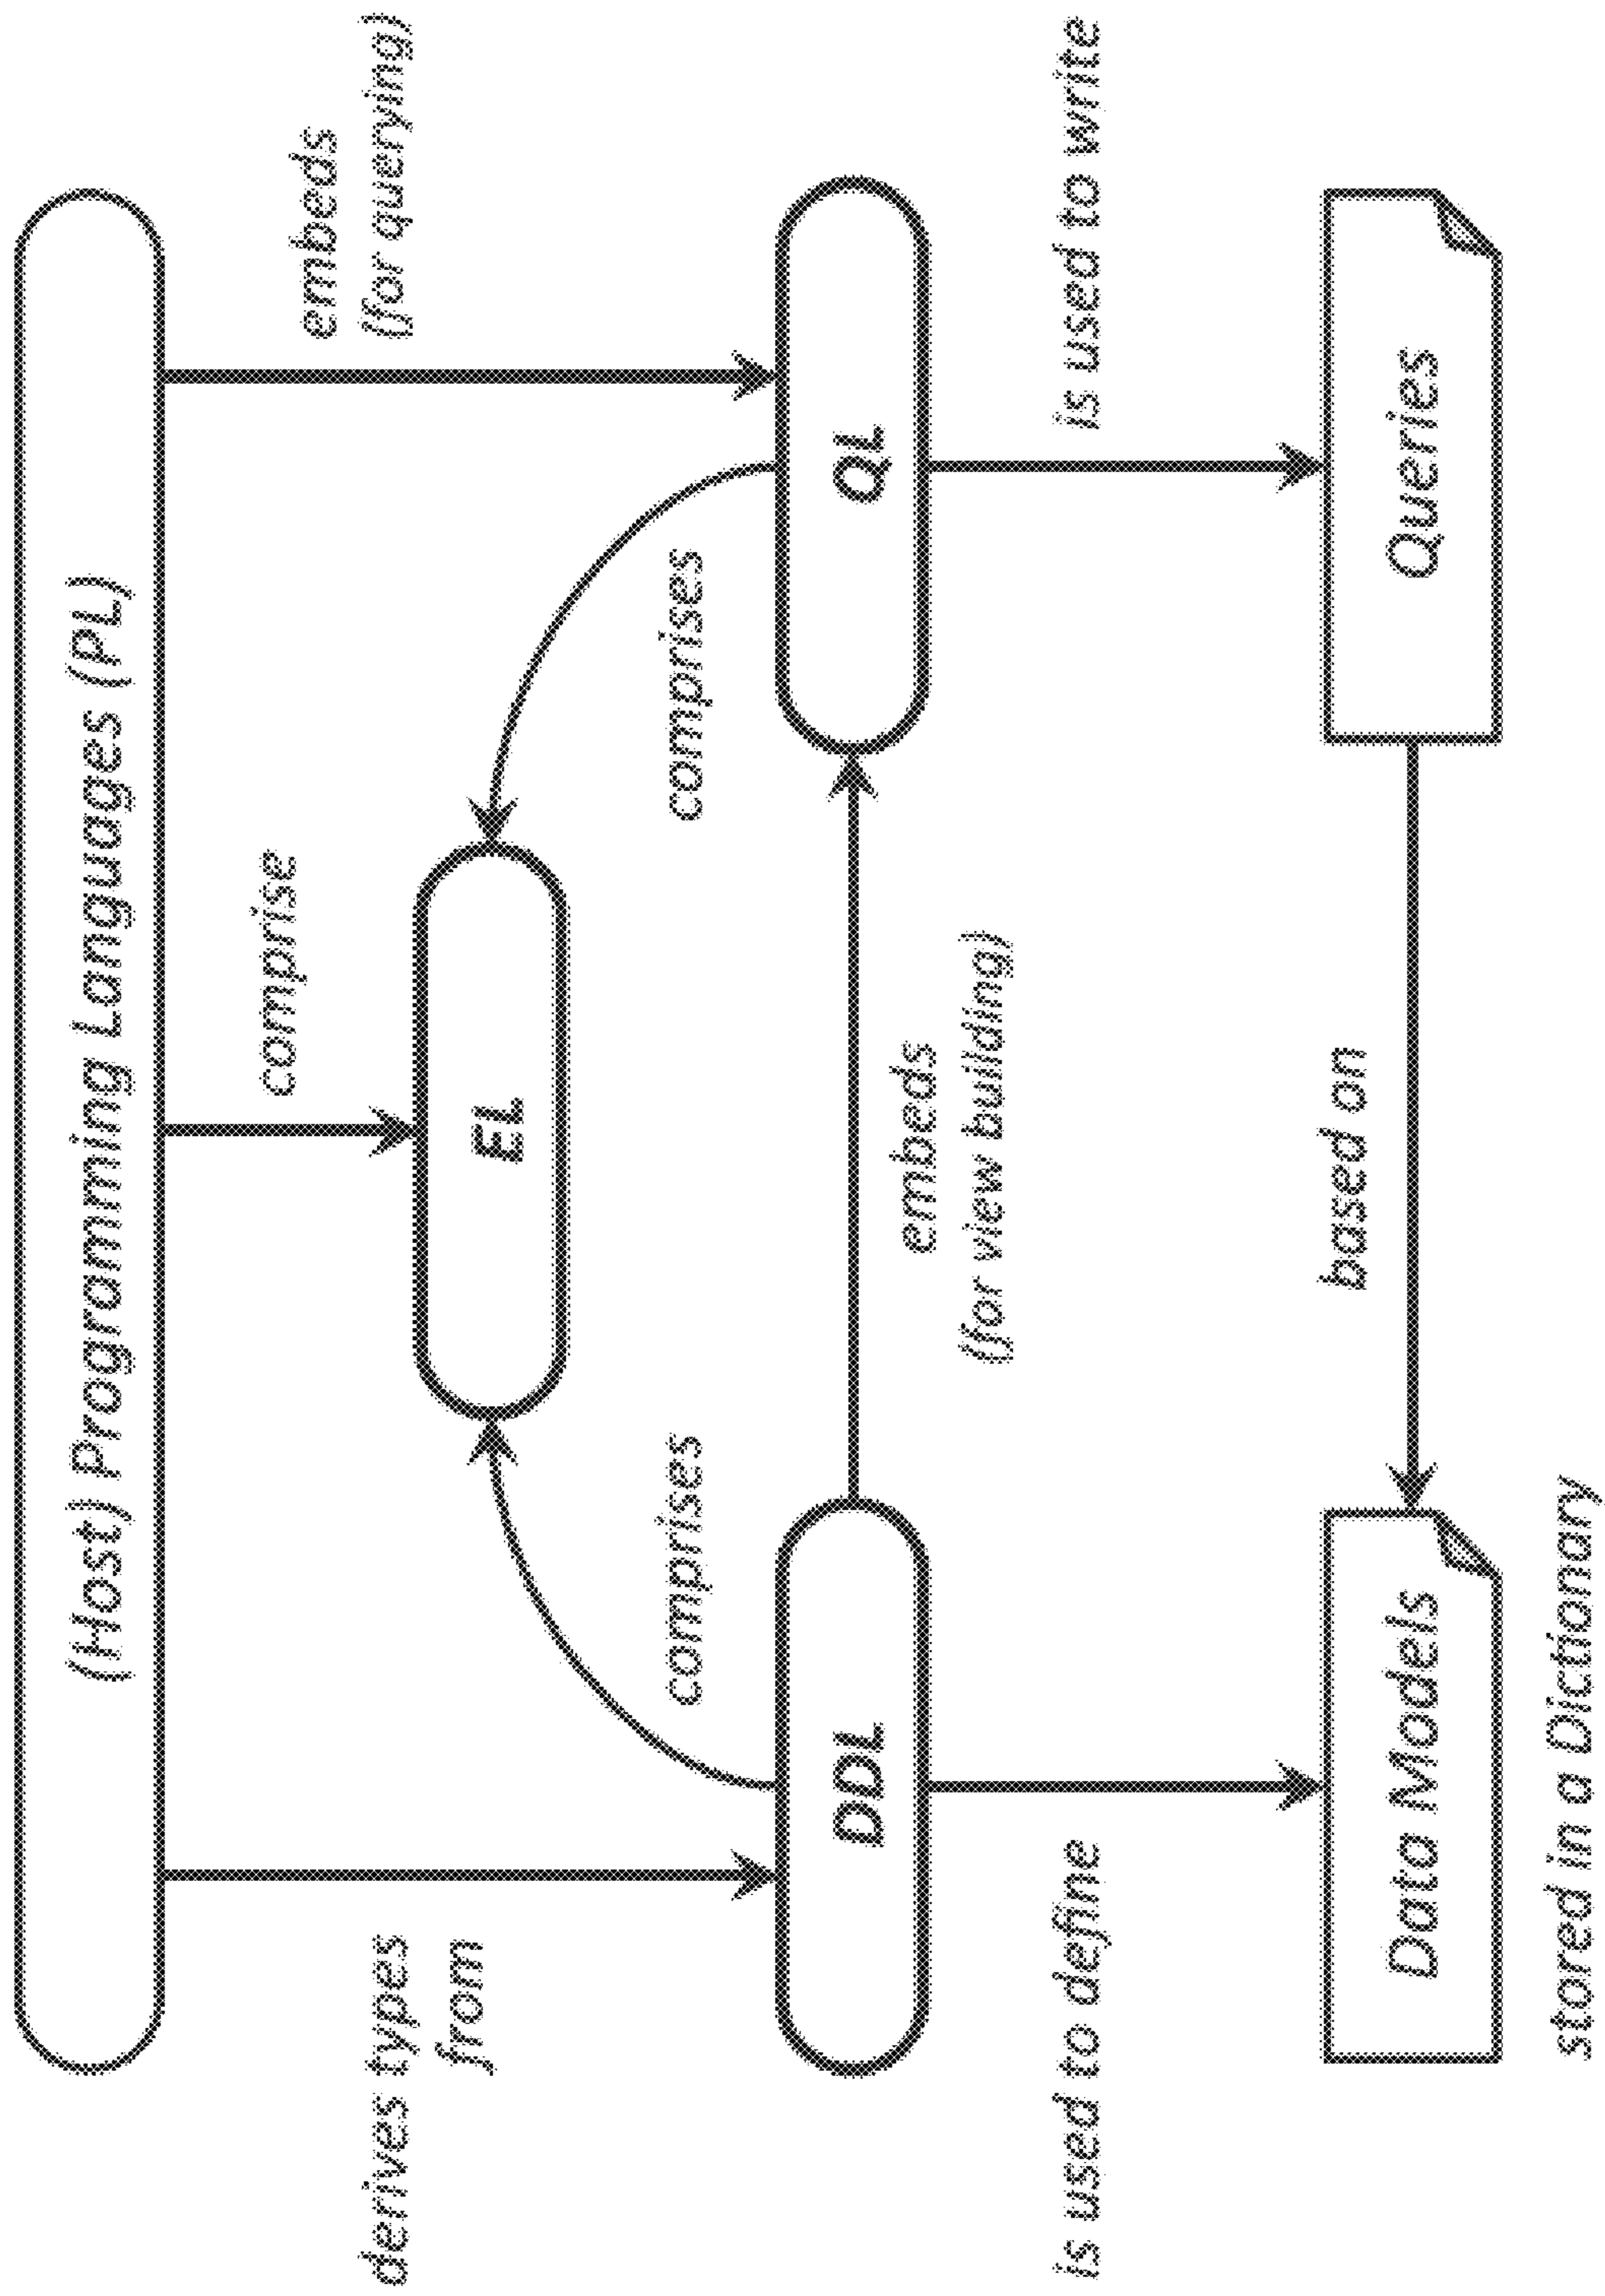 (Host) Programming Languages (PL)
derives types
from
comprise
embeds
(for querying)
EL
comprises
comprises
DDL
embeds
(for view building)
QL
is used to define
is used to write
Data Models
based on
Queries
stored in a Dictionary